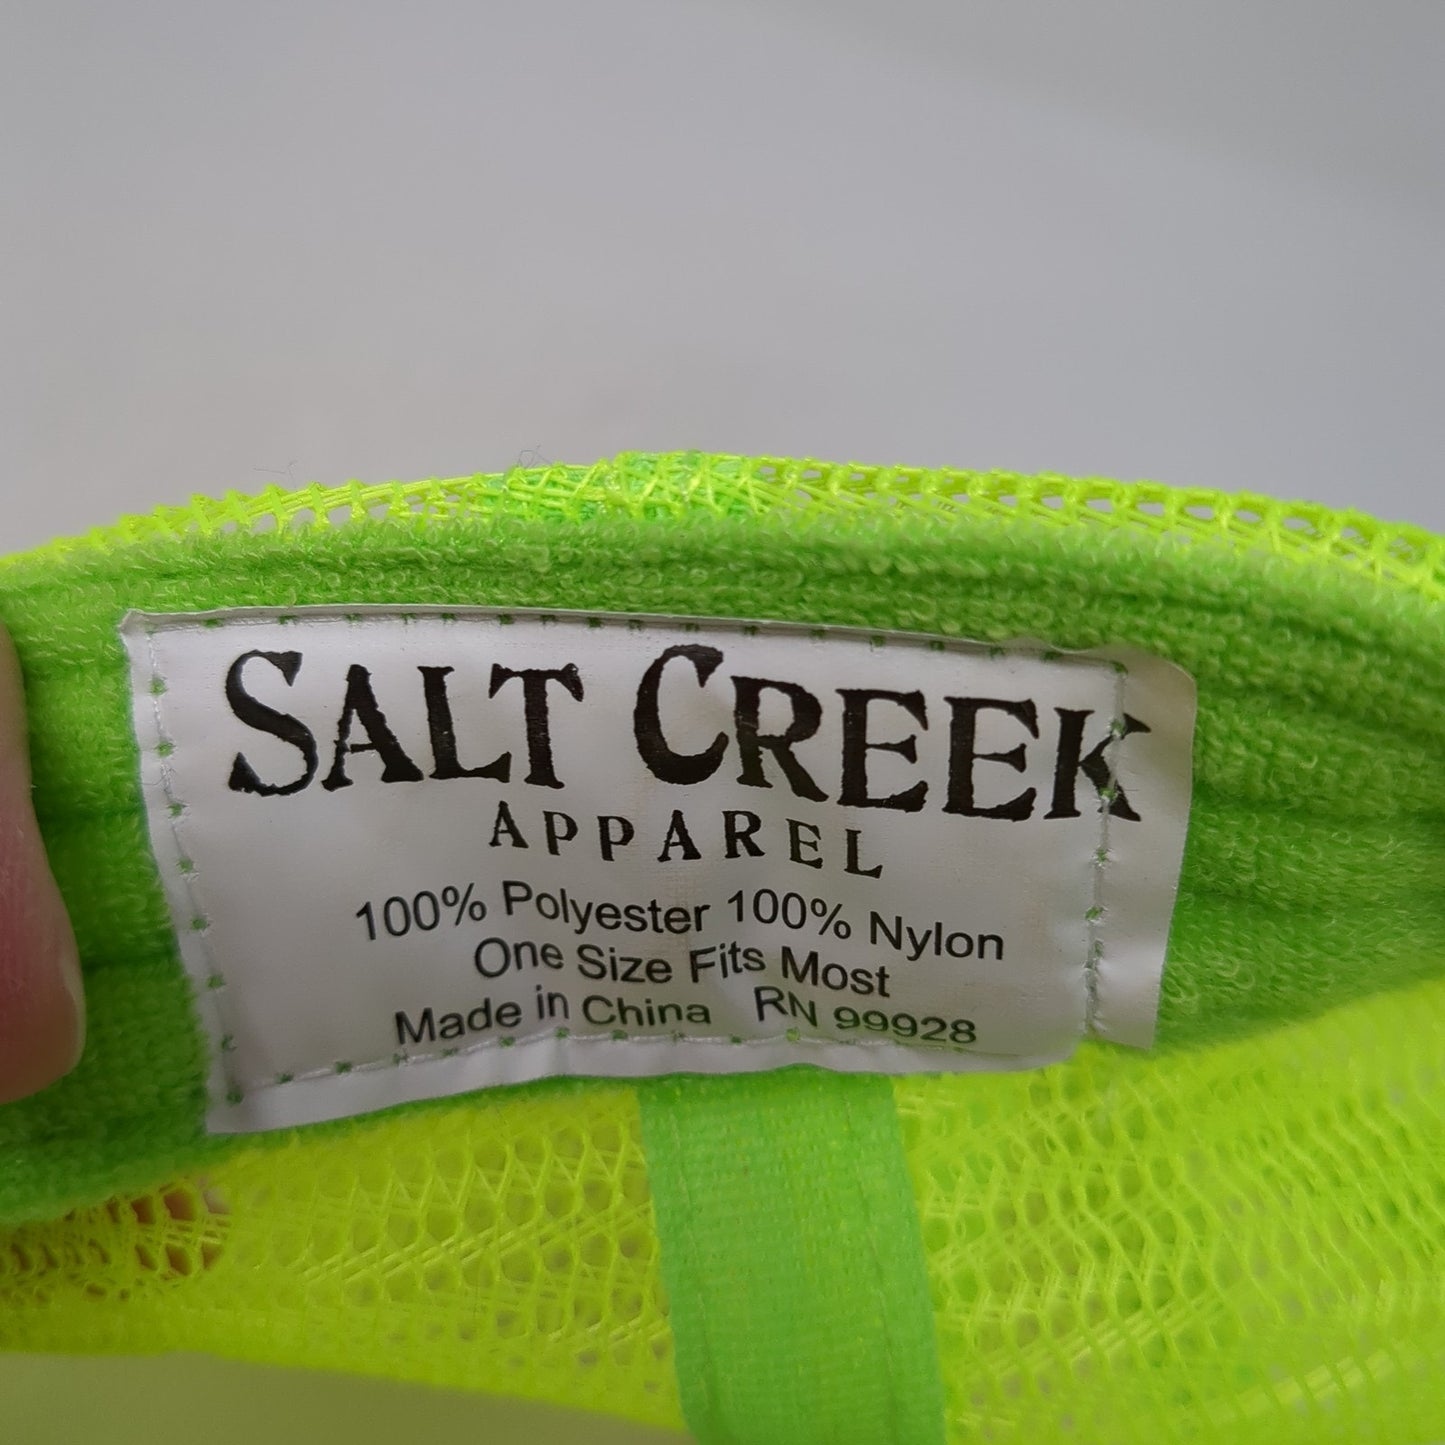 SALT CREEK
APPAREL
100% Polyester 100% Nylon
One Size Fits Most
Made in China RN 99928